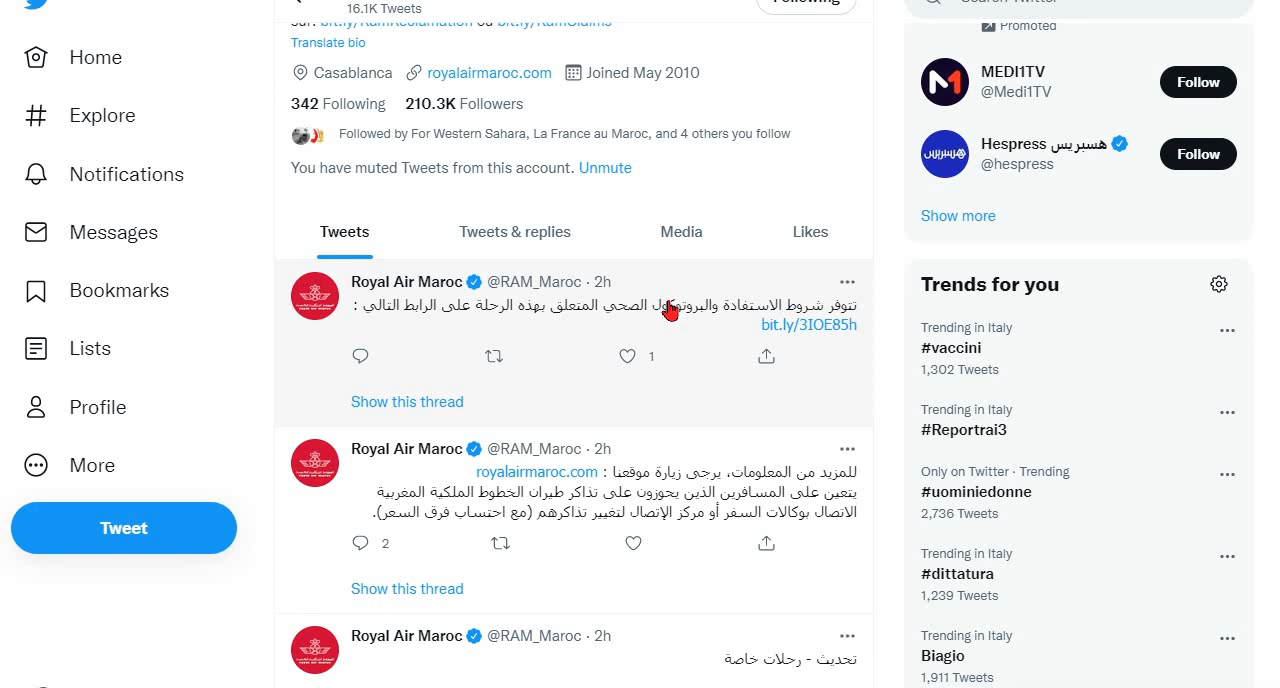 16.1K Tweets
Following
Search Twitter
Translate bio
Casablanca royalairmaroc.com Joined May 2010
342 Following 210.3K Followers
Followed by For Western Sahara, La France au Maroc, and 4 others you follow
You have muted Tweets from this account. Unmute
Tweets Tweets & replies Media Likes
Home
Explore
Notifications
Messages
Bookmarks
Lists
Profile
More
Tweet
Royal Air Maroc @RAM_Maroc · 2h
تتوفر شروط الاستفادة والبروتوكول الصحي المتعلق بهذه الرحلة على الرابط التالي :
bit.ly/3IOE85h
1
Show this thread
Royal Air Maroc @RAM_Maroc · 2h
للمزيد من المعلومات، يرجى زيارة موقعنا : royalairmaroc.com
يتعين على المسافرين الذين يحوزون على تذاكر طيران الخطوط الملكية المغربية
الاتصال بوكالات السفر أو مركز الإتصال لتغيير تذاكرهم (مع احتساب فرق السعر).
2
Show this thread
Royal Air Maroc @RAM_Maroc · 2h
تحديث - رحلات خاصة
Promoted
MEDI1TV
@Medi1TV
Follow
Hespress هسبريس
@hespress
Follow
Show more
Trends for you
Trending in Italy
#vaccini
1,302 Tweets
Trending in Italy
#Reportrai3
Only on Twitter · Trending
#uominiedonne
2,736 Tweets
Trending in Italy
#dittatura
1,239 Tweets
Trending in Italy
Biagio
1,911 Tweets